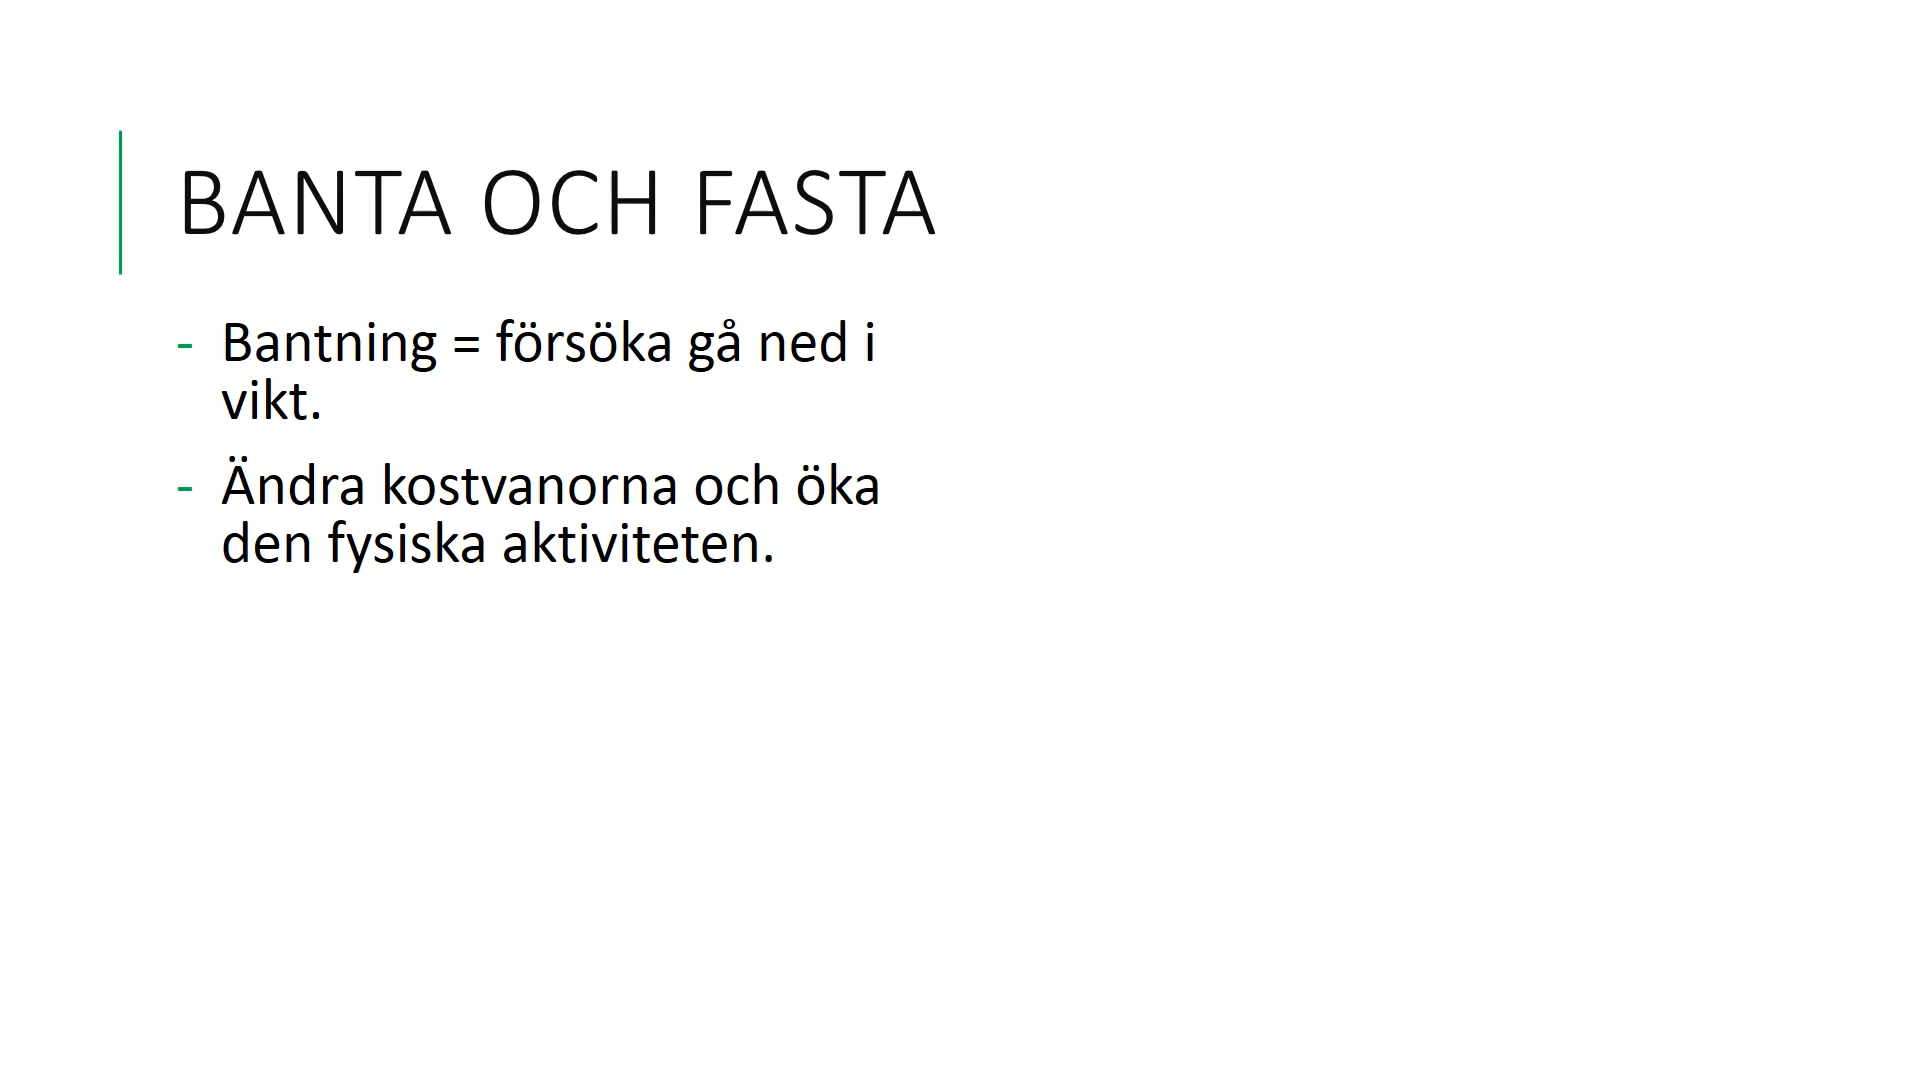 BANTA OCH FASTA
- Bantning = försöka gå ned i
vikt.
- Ändra kostvanorna och öka
den fysiska aktiviteten.